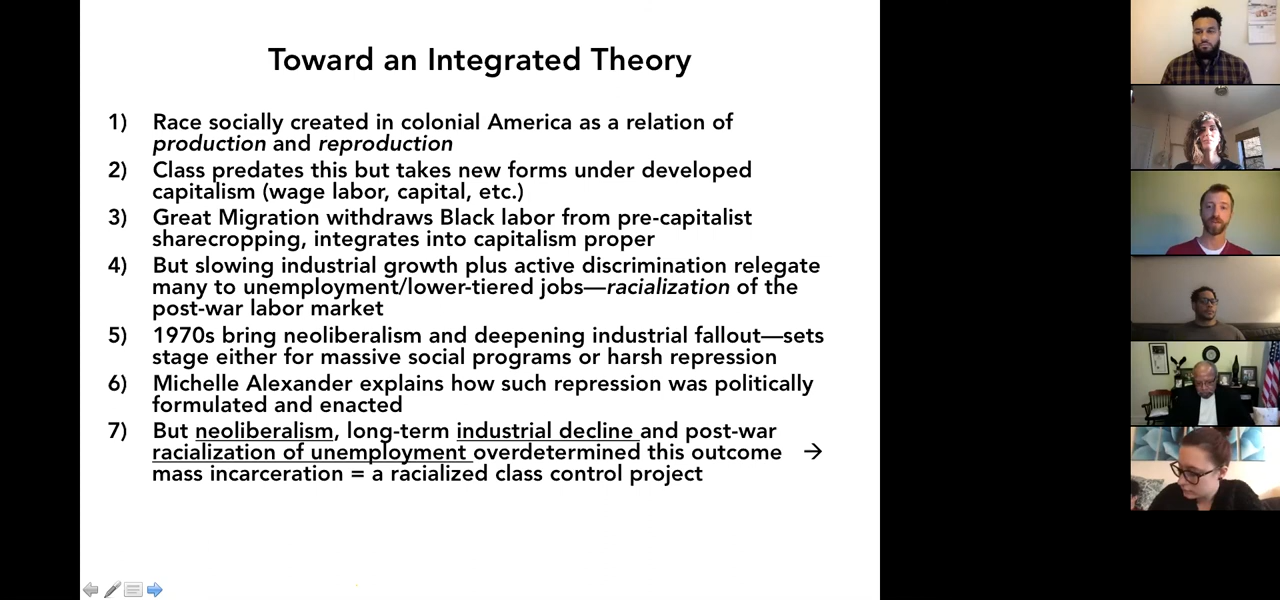 Toward an Integrated Theory
1) Race socially created in colonial America as a relation of
production and reproduction
2) Class predates this but takes new forms under developed
capitalism (wage labor, capital, etc.)
3) Great Migration withdraws Black labor from pre-capitalist
sharecropping, integrates into capitalism proper
4) But slowing industrial growth plus active discrimination relegate
many to unemployment/lower-tiered jobs—racialization of the
post-war labor market
5) 1970s bring neoliberalism and deepening industrial fallout—sets
stage either for massive social programs or harsh repression
6) Michelle Alexander explains how such repression was politically
formulated and enacted
7) But neoliberalism, long-term industrial decline and post-war
racialization of unemployment overdetermined this outcome →
mass incarceration = a racialized class control project